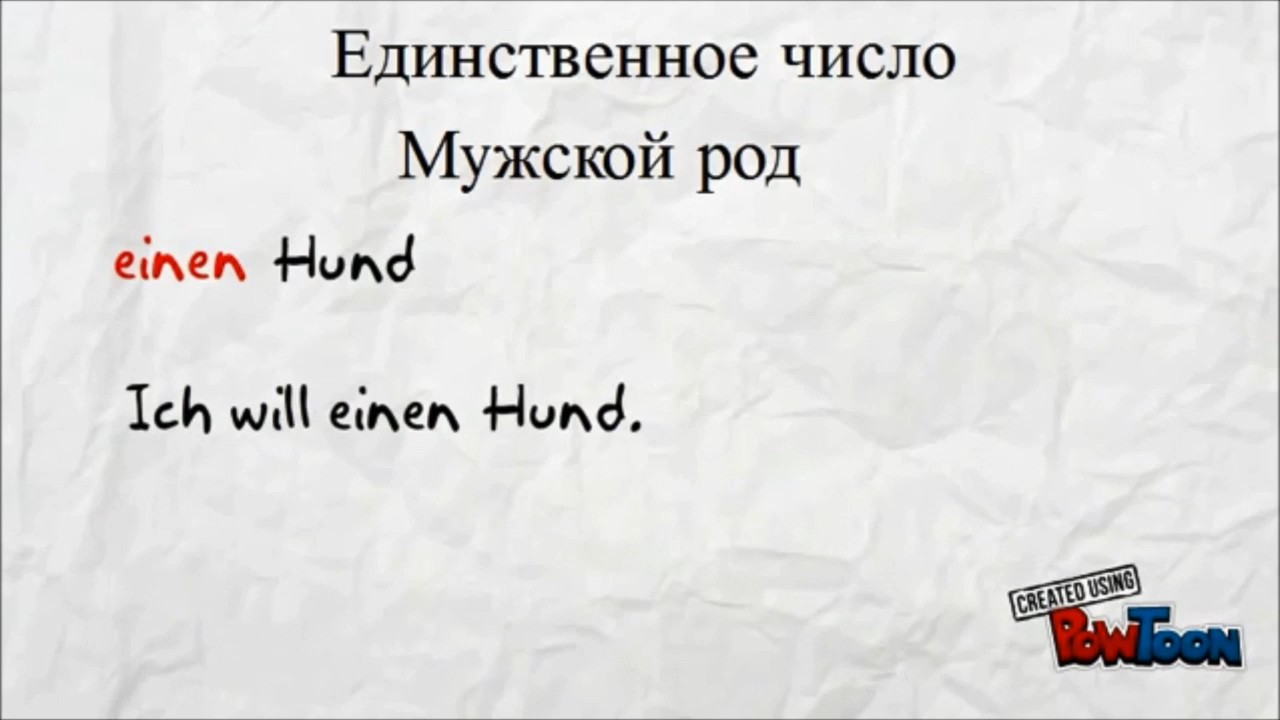 Единственное число
Мужской род
einen Hund
Ich will einen Hund.
CREATED USING
POWTOON